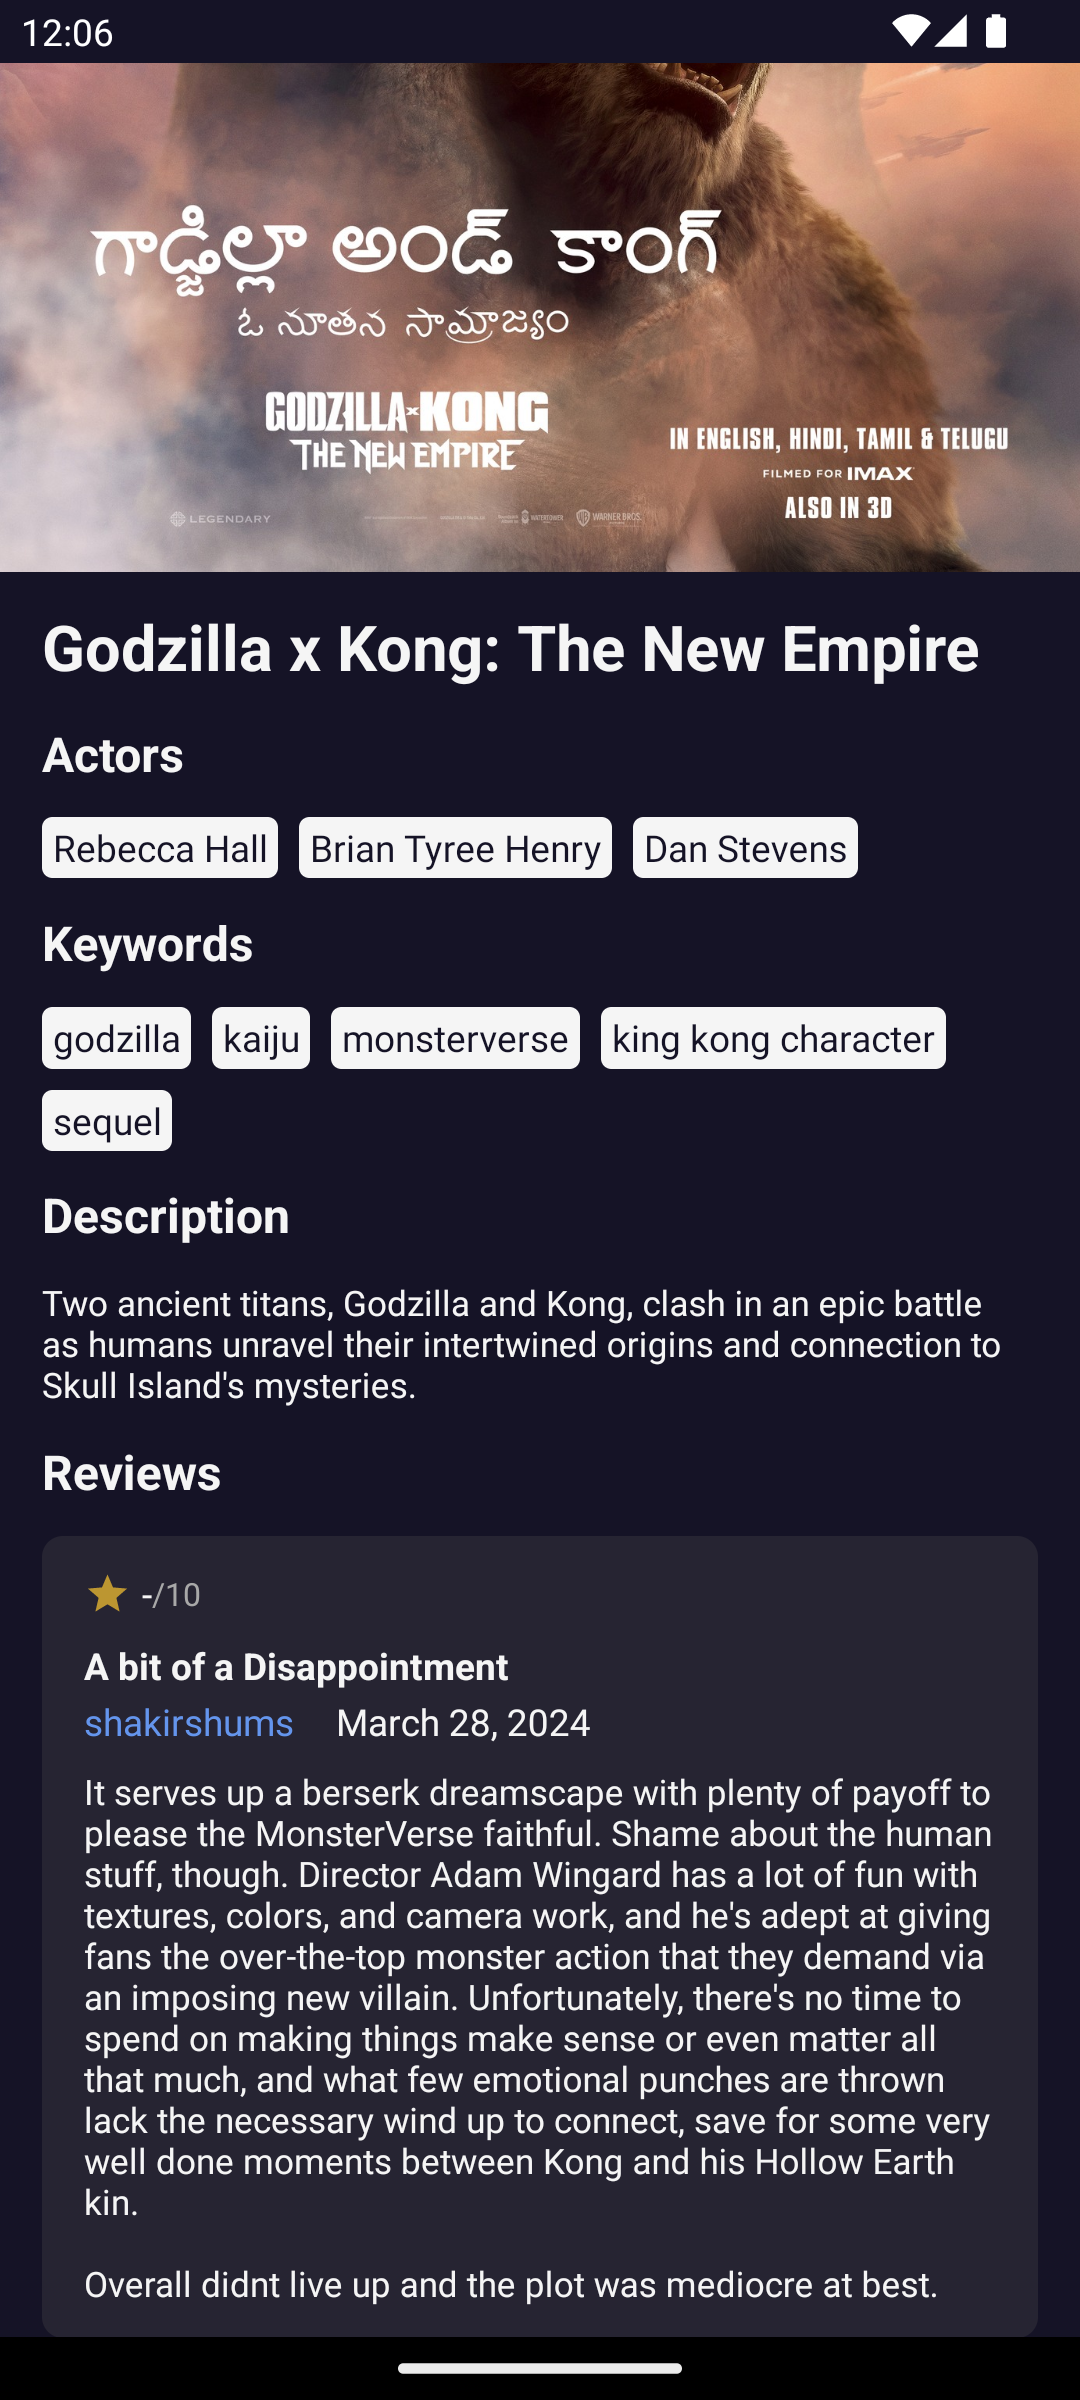 12:06
గాడ్జిల్లా అండ్ కాంగ్
ఓ నూతన సామ్రాజ్యం
GODZILLA x KONG
THE NEW EMPIRE
IN ENGLISH, HINDI, TAMIL & TELUGU
FILMED FOR IMAX
ALSO IN 3D
LEGENDARY
WATERTOWER
WARNER BROS.
Godzilla x Kong: The New Empire
Actors
Rebecca Hall
Brian Tyree Henry
Dan Stevens
Keywords
godzilla
kaiju
monsterverse
king kong character
sequel
Description
Two ancient titans, Godzilla and Kong, clash in an epic battle
as humans unravel their intertwined origins and connection to
Skull Island's mysteries.
Reviews
-/10
A bit of a Disappointment
shakirshums March 28, 2024
It serves up a berserk dreamscape with plenty of payoff to
please the MonsterVerse faithful. Shame about the human
stuff, though. Director Adam Wingard has a lot of fun with
textures, colors, and camera work, and he's adept at giving
fans the over-the-top monster action that they demand via
an imposing new villain. Unfortunately, there's no time to
spend on making things make sense or even matter all
that much, and what few emotional punches are thrown
lack the necessary wind up to connect, save for some very
well done moments between Kong and his Hollow Earth
kin.
Overall didnt live up and the plot was mediocre at best.